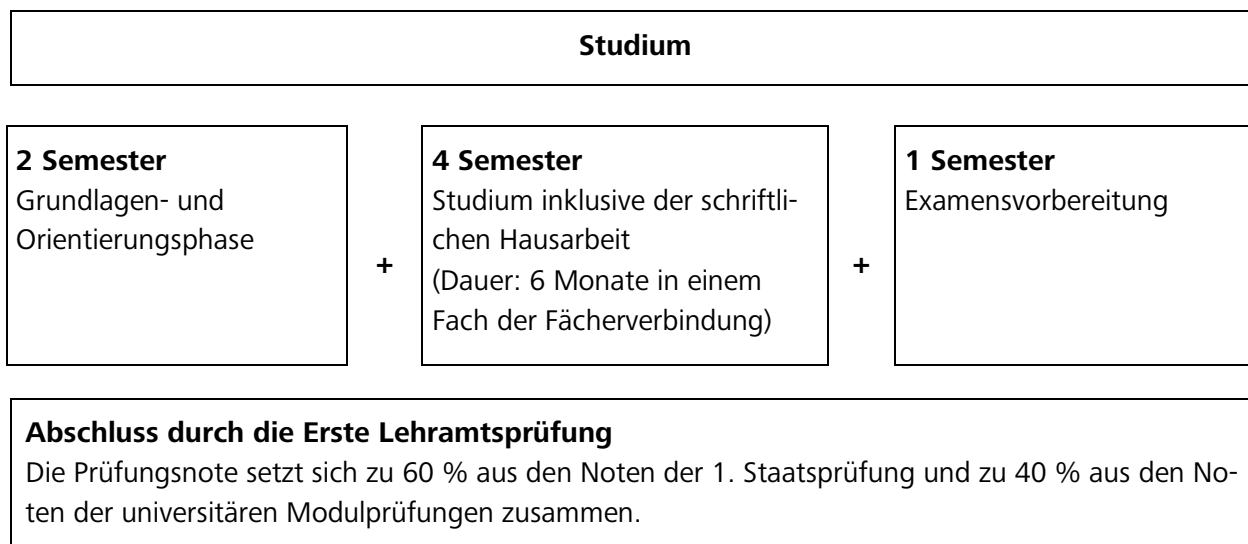 Studium
2 Semester
Grundlagen- und
Orientierungsphase
+
4 Semester
Studium inklusive der schriftli-
chen Hausarbeit
(Dauer: 6 Monate in einem
Fach der Fächerverbindung)
+
1 Semester
Examensvorbereitung
Abschluss durch die Erste Lehramtsprüfung
Die Prüfungsnote setzt sich zu 60 % aus den Noten der 1. Staatsprüfung und zu 40 % aus den No-
ten der universitären Modulprüfungen zusammen.